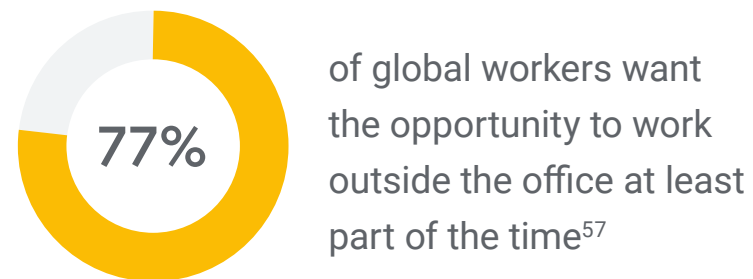 77%
of global workers want
the opportunity to work
outside the office at least
part of the time57